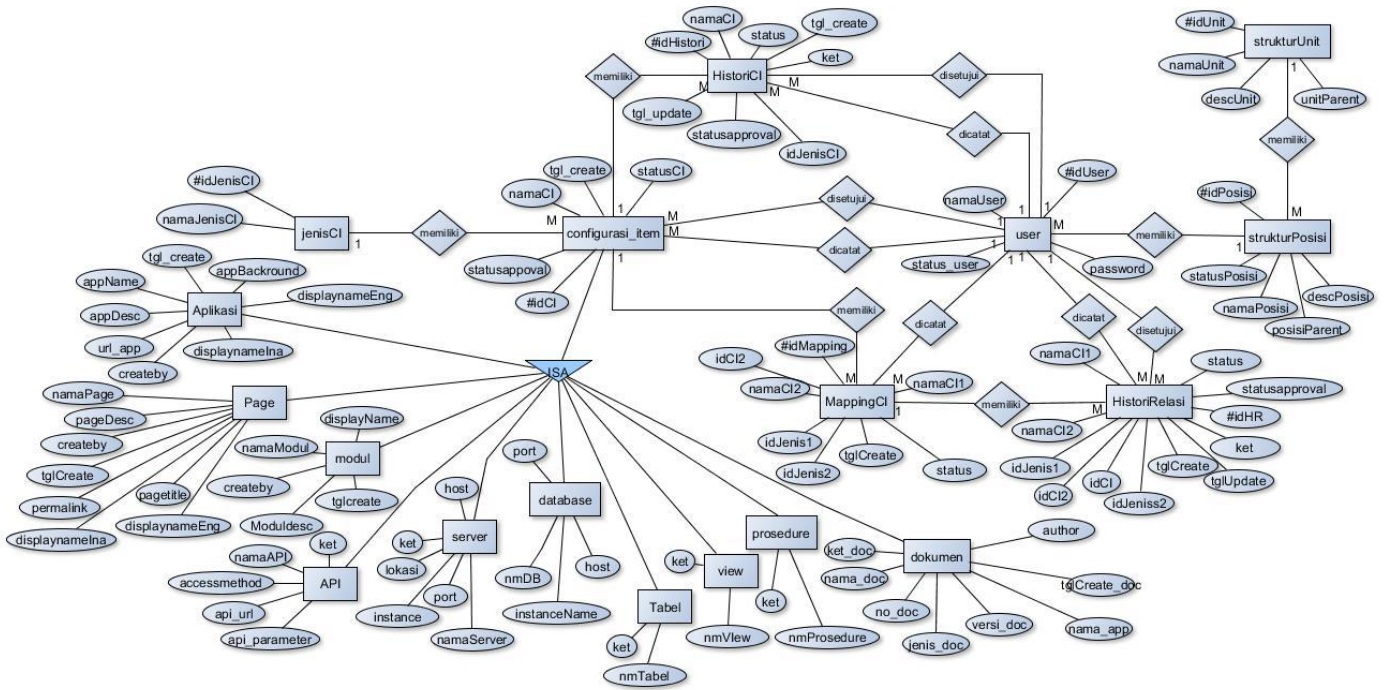 namaCI
tgl_create
#idHistori
status
ket
HistoriCI
memiliki
disetujui
M
M
M
M
tgl_update
statusapproval
dicatat
idJenisCI
#idUnit
strukturUnit
namaUnit
1
descUnit
unitParent
memiliki
tgl_create
statusCI
namaCI
#idJenisCI
namaJenisCI
jenisCI
1
memiliki
M
1
configurasi_item
M
M
1
statusappoval
#idCI
disetujui
dicatat
#idUser
namaUser
1
1
1
user
M
1
1
1
1
status_user
password
memiliki
#idPosisi
M
strukturPosisi
1
statusPosisi
namaPosisi
descPosisi
posisiParent
tgl_create
appBackround
appName
Aplikasi
displaynameEng
appDesc
url_app
displaynameIna
createby
memiliki
dicatat
dicatat
disetujui
ISA
#idMapping
idCI2
namaCI2
M
M
namaCI1
MappingCI
1
memiliki
idJenis1
idJenis2
tglCreate
status
namaCI1
status
statusapproval
M
M
HistoriRelasi
M
#idHR
namaCI2
ket
idJenis1
tglCreate
tglUpdate
idCI2
idCI
idJeniss2
namaPage
Page
pageDesc
createby
tglCreate
permalink
pagetitle
displaynameEng
displaynameIna
displayName
namaModul
modul
createby
tglcreate
Moduldesc
ket
namaAPI
accessmethod
API
api_url
api_parameter
host
ket
server
lokasi
port
instance
namaServer
port
database
nmDB
host
instanceName
Tabel
ket
nmTabel
ket
view
nmVIew
prosedure
ket
nmProsedure
author
ket_doc
dokumen
nama_doc
tglCreate_doc
no_doc
versi_doc
nama_app
jenis_doc